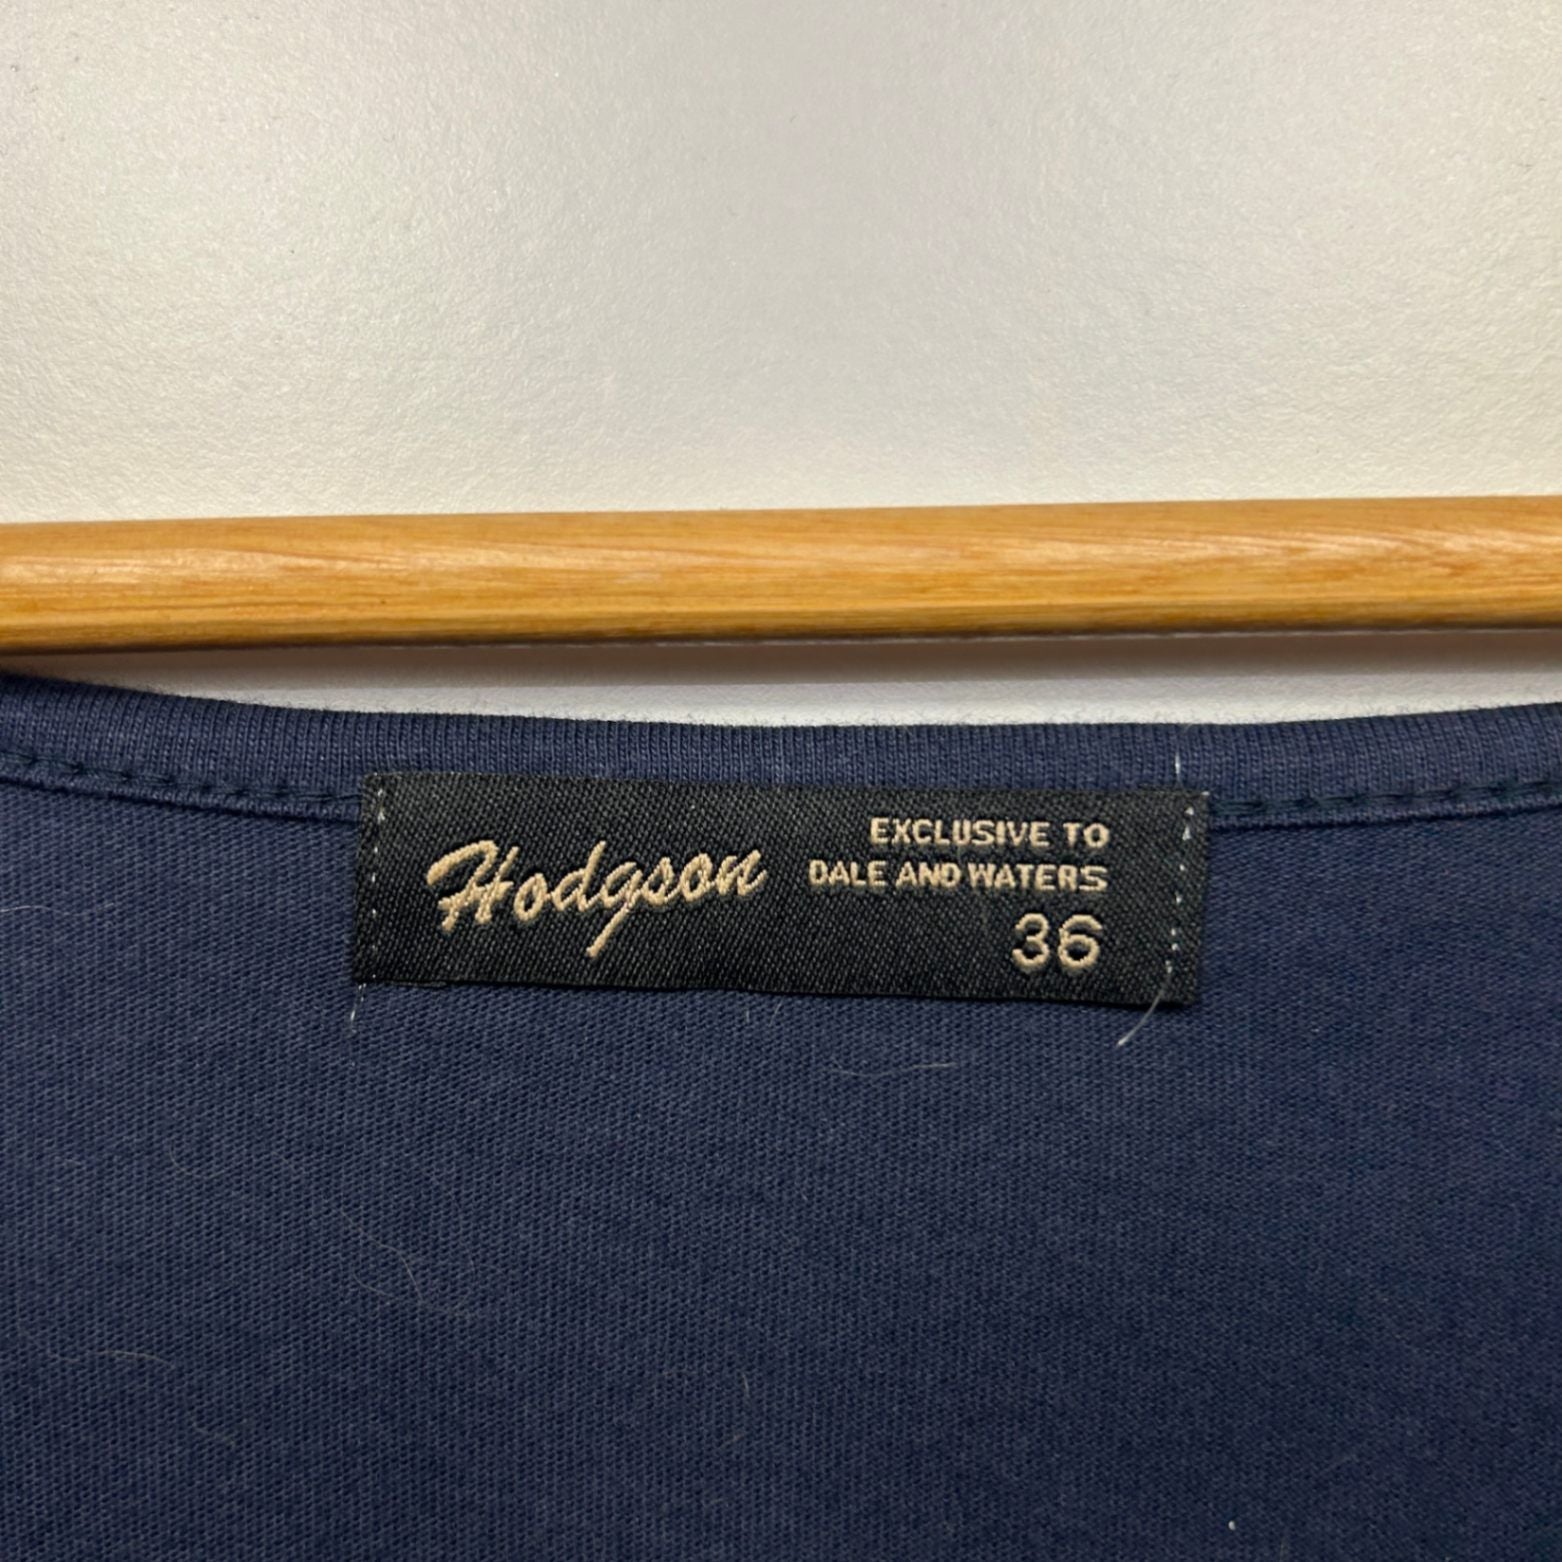 Hodgson
EXCLUSIVE TO
DALE AND WATERS
36